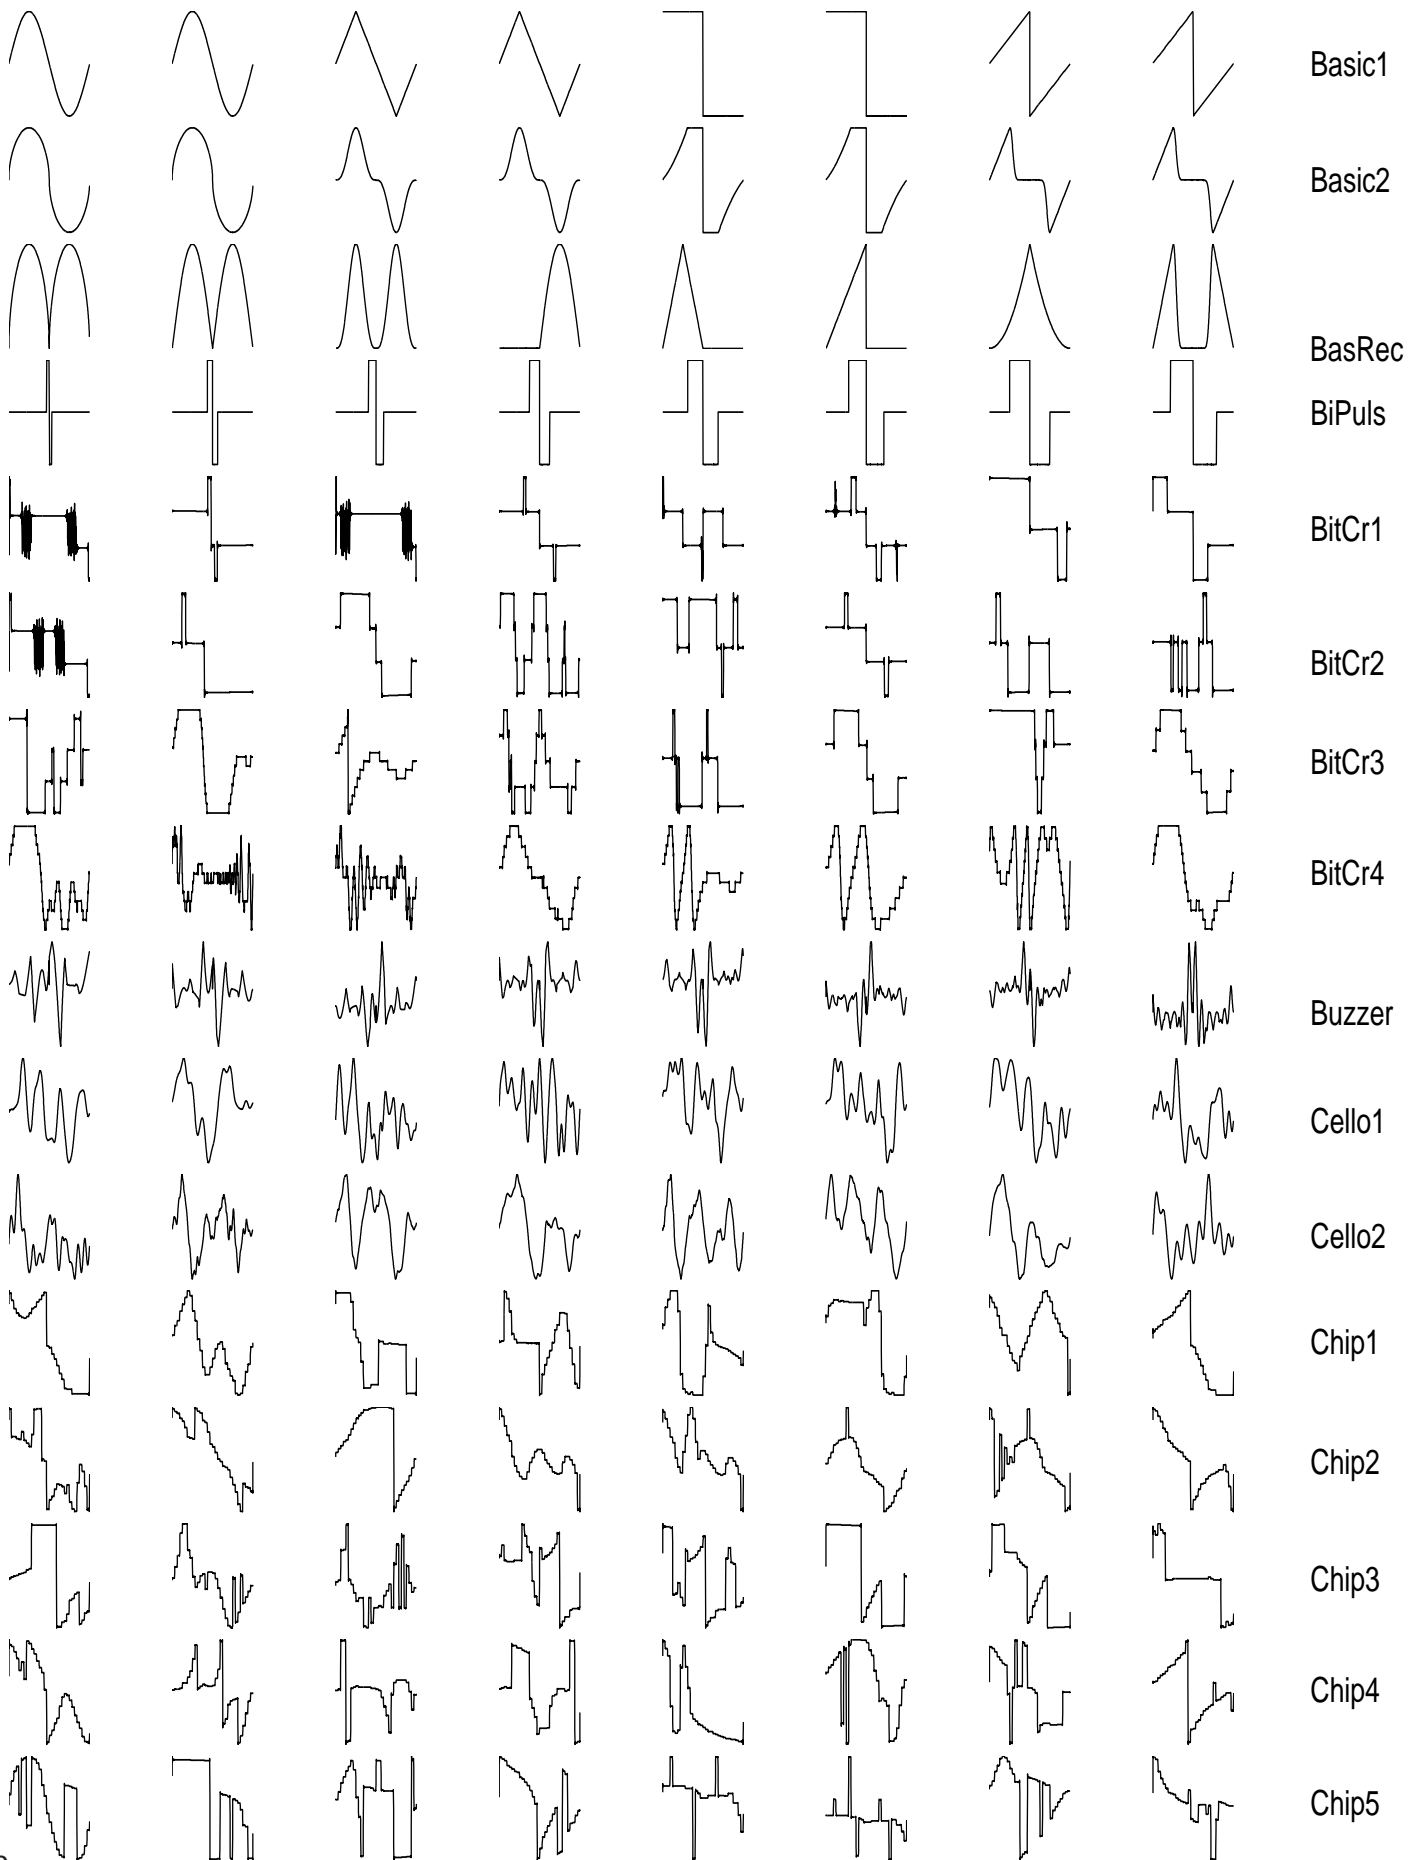 Basic1
Basic2
BasRec
BiPuls
BitCr1
BitCr2
BitCr3
BitCr4
Buzzer
Cello1
Cello2
Chip1
Chip2
Chip3
Chip4
Chip5